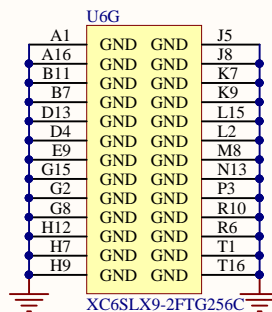 U6G
A1 GND GND J5
A16 GND GND J8
B11 GND GND K7
B7 GND GND K9
D13 GND GND L15
D4 GND GND L2
E9 GND GND M8
G15 GND GND N13
G2 GND GND P3
G8 GND GND R10
H12 GND GND R6
H7 GND GND T1
H9 GND GND T16
XC6SLX9-2FTG256C